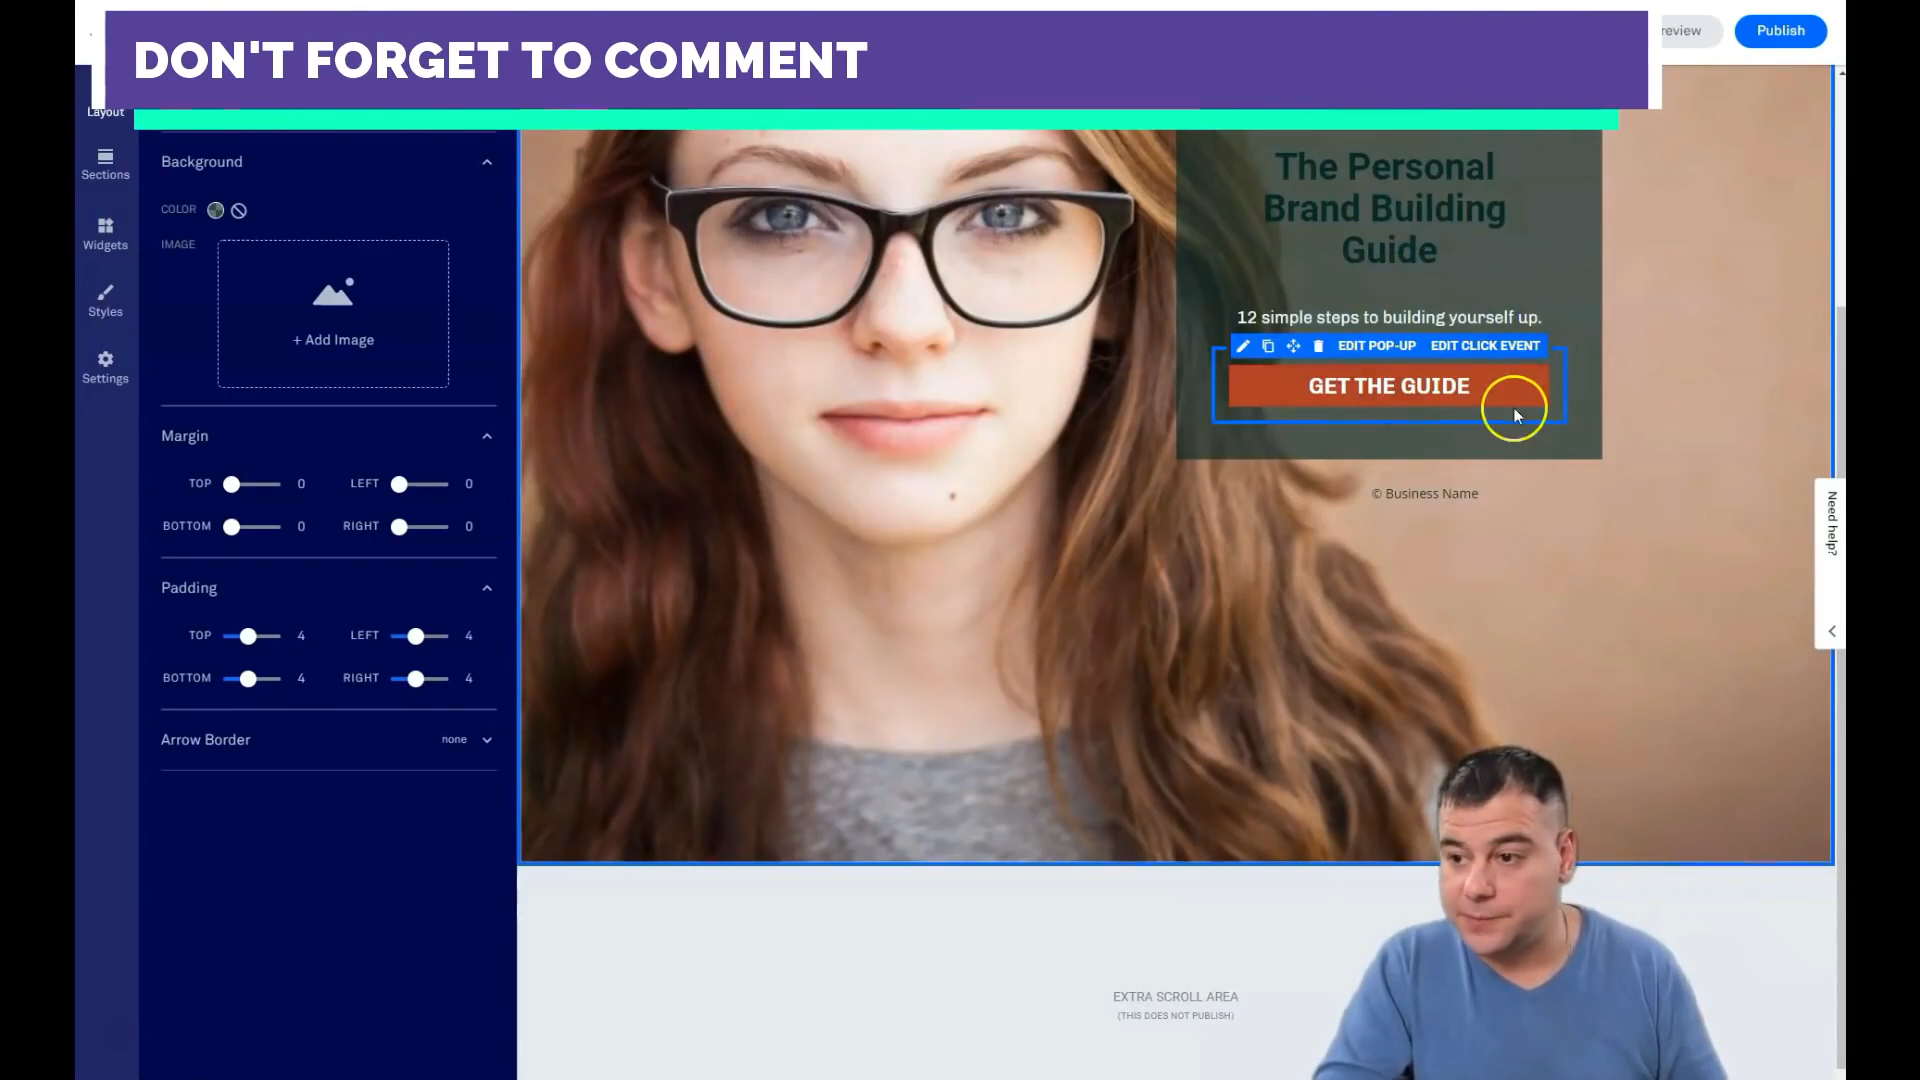 DON'T FORGET TO COMMENT
review
Publish
Layout
Sections
Widgets
Styles
Settings
Background
COLOR
IMAGE
+ Add Image
Margin
TOP 0 LEFT 0
BOTTOM 0 RIGHT 0
Padding
TOP 4 LEFT 4
BOTTOM 4 RIGHT 4
Arrow Border none
The Personal
Brand Building
Guide
12 simple steps to building yourself up.
EDIT POP-UP EDIT CLICK EVENT
GET THE GUIDE
© Business Name
Need help?
EXTRA SCROLL AREA
(THIS DOES NOT PUBLISH)